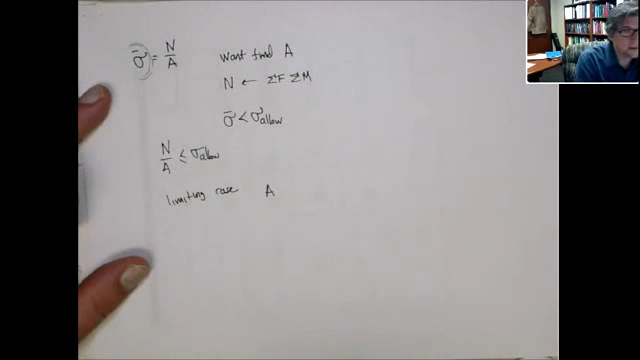 σ̄ = N/A want find A
N ← ΣF ΣM
σ̄ < σallow
N/A ≤ σallow
limiting case A